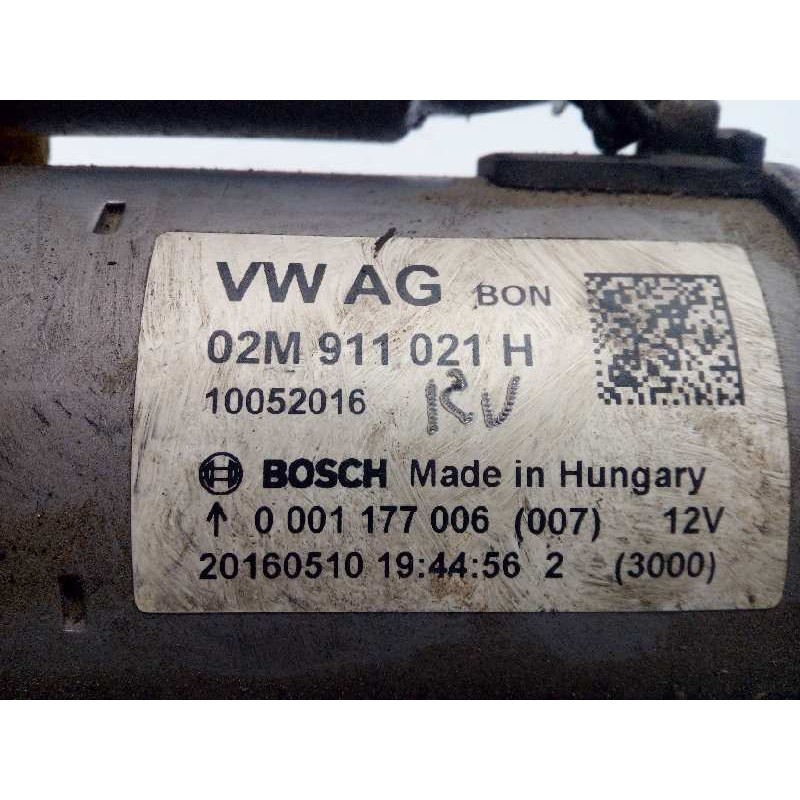 VW AG BON
02M 911 021 H
10052016 RU
BOSCH Made in Hungary
↑ 0 001 177 006 (007) 12V
20160510 19:44:56 2 (3000)